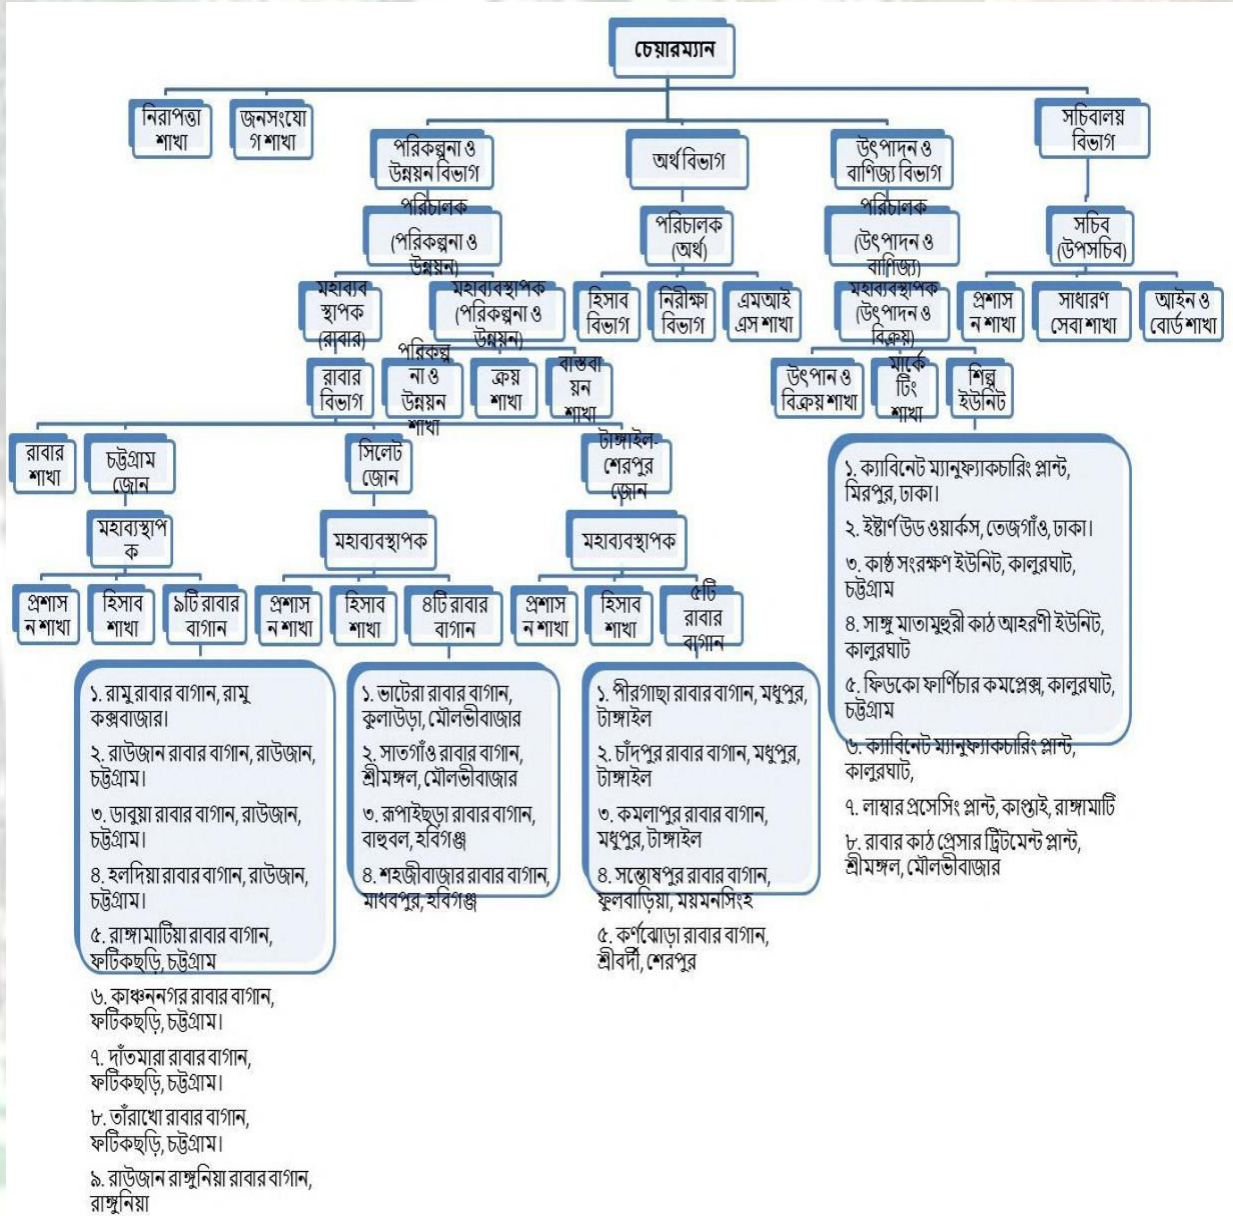 চেয়ারম্যান
নিরাপত্তা
শাখা
জনসংযো
গ শাখা
সচিবালয়
বিভাগ
পরিকল্পনা ও
উন্নয়ন বিভাগ
অর্থ বিভাগ
উৎপাদন ও
বাণিজ্য বিভাগ
পরিচালক
(পরিকল্পনা ও
উন্নয়ন)
পরিচালক
(অর্থ)
পরিচালক
(উৎপাদন ও
বাণিজ্য)
সচিব
(উপসচিব)
মহাব্যব
স্থাপক
(রাবার)
মহাব্যবস্থাপক
(পরিকল্পনা ও
উন্নয়ন)
হিসাব
বিভাগ
নিরীক্ষা
বিভাগ
এমআই
এস শাখা
মহাব্যবস্থাপক
(উৎপাদন ও
বিক্রয়)
প্রশাস
ন শাখা
সাধারণ
সেবা শাখা
আইন ও
বোর্ড শাখা
রাবার
বিভাগ
পরিকল্প
না ও
উন্নয়ন
শাখা
ক্রয়
শাখা
বাস্তবা
য়ন
শাখা
উৎপান ও
বিক্রয় শাখা
মার্কে
টিং
শাখা
শিল্প
ইউনিট
রাবার
শাখা
চট্টগ্রাম
জোন
সিলেট
জোন
টাঙ্গাইল-
শেরপুর
জোন
মহাব্যস্থাপ
ক
মহাব্যবস্থাপক
মহাব্যবস্থাপক
প্রশাস
ন শাখা
হিসাব
শাখা
৯টি রাবার
বাগান
প্রশাস
ন শাখা
হিসাব
শাখা
৪টি রাবার
বাগান
প্রশাস
ন শাখা
হিসাব
শাখা
৫টি
রাবার
বাগান
১. রামু রাবার বাগান, রামু
কক্সবাজার।
২. রাউজান রাবার বাগান, রাউজান,
চট্টগ্রাম।
৩. ডাবুয়া রাবার বাগান, রাউজান,
চট্টগ্রাম।
৪. হলদিয়া রাবার বাগান, রাউজান,
চট্টগ্রাম।
৫. রাঙ্গামাটিয়া রাবার বাগান,
ফটিকছড়ি, চট্টগ্রাম
৬. কাঞ্চননগর রাবার বাগান,
ফটিকছড়ি, চট্টগ্রাম।
৭. দাঁতমারা রাবার বাগান,
ফটিকছড়ি, চট্টগ্রাম।
৮. তাঁরাখো রাবার বাগান,
ফটিকছড়ি, চট্টগ্রাম।
৯. রাউজান রাঙ্গুনিয়া রাবার বাগান,
রাঙ্গুনিয়া
১. ভাটেরা রাবার বাগান,
কুলাউড়া, মৌলভীবাজার
২. সাতগাঁও রাবার বাগান,
শ্রীমঙ্গল, মৌলভীবাজার
৩. রূপাইছড়া রাবার বাগান,
বাহুবল, হবিগঞ্জ
৪. শহজীবাজার রাবার বাগান,
মাধবপুর, হবিগঞ্জ
১. পীরগাছা রাবার বাগান, মধুপুর,
টাঙ্গাইল
২. চাঁদপুর রাবার বাগান, মধুপুর,
টাঙ্গাইল
৩. কমলাপুর রাবার বাগান,
মধুপুর, টাঙ্গাইল
৪. সন্তোষপুর রাবার বাগান,
ফুলবাড়িয়া, ময়মনসিংহ
৫. কর্ণঝোড়া রাবার বাগান,
শ্রীবর্দী, শেরপুর
১. ক্যাবিনেট ম্যানুফ্যাকচারিং প্লান্ট,
মিরপুর, ঢাকা।
২. ইষ্টার্ণ উড ওয়ার্কস, তেজগাঁও, ঢাকা।
৩. কাষ্ঠ সংরক্ষণ ইউনিট, কালুরঘাট,
চট্টগ্রাম
৪. সাঙ্গু মাতামুহুরী কাঠ আহরণী ইউনিট,
কালুরঘাট
৫. ফিডকো ফার্ণিচার কমপ্লেক্স, কালুরঘাট,
চট্টগ্রাম
৬. ক্যাবিনেট ম্যানুফ্যাকচারিং প্লান্ট,
কালুরঘাট,
৭. লাম্বার প্রসেসিং প্লান্ট, কাপ্তাই, রাঙ্গামাটি
৮. রাবার কাঠ প্রেসার ট্রিটমেন্ট প্লান্ট,
শ্রীমঙ্গল, মৌলভীবাজার